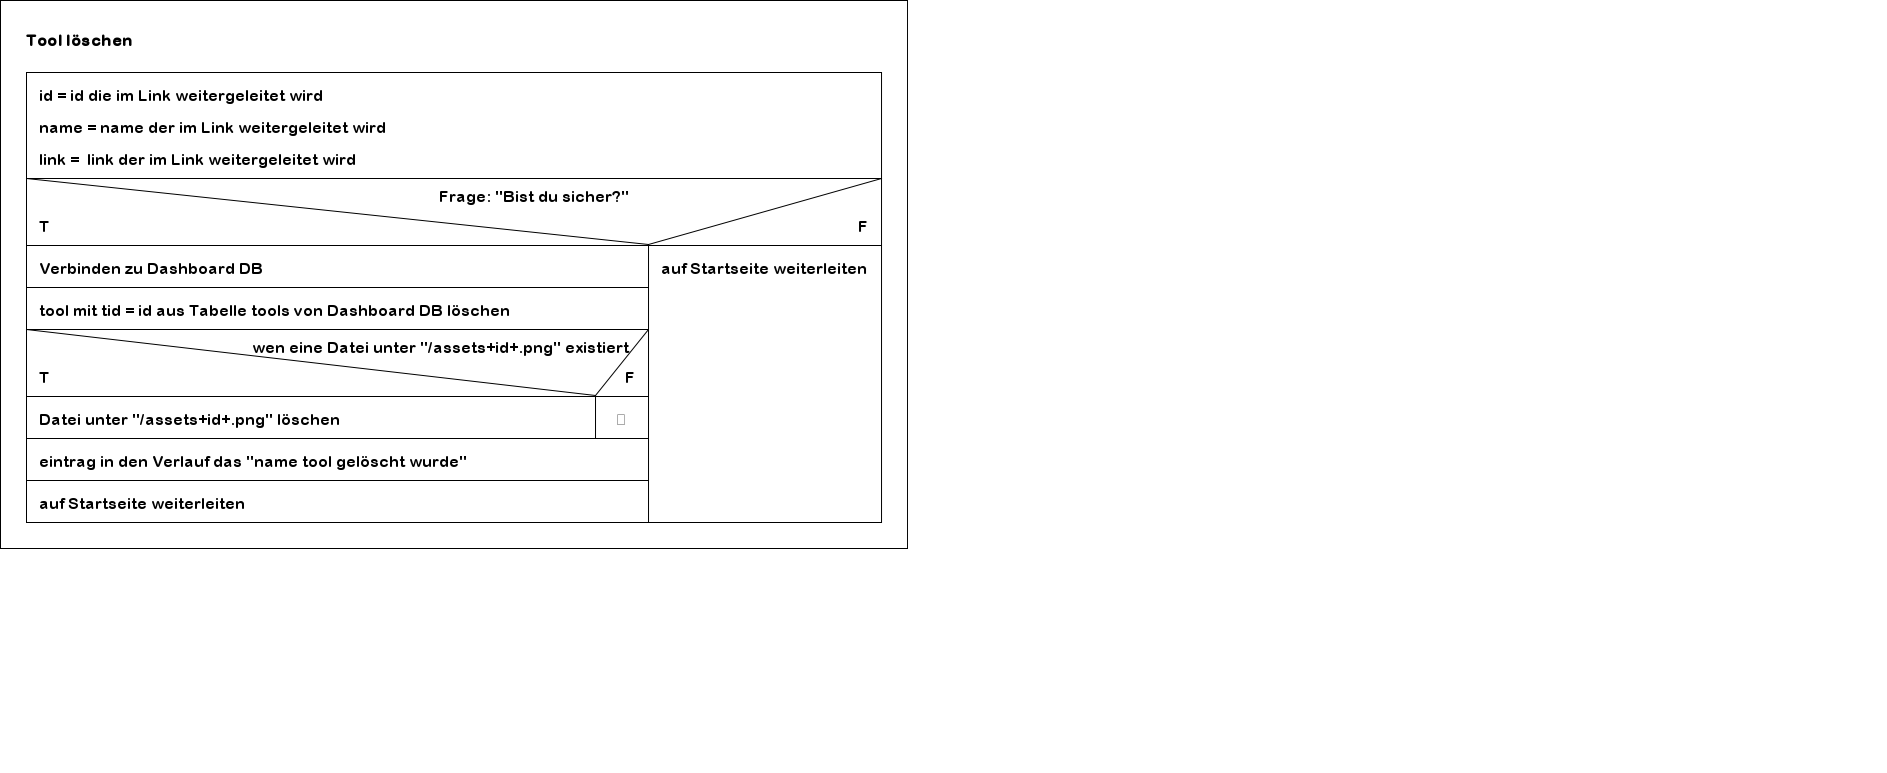 Tool löschen
id = id die im Link weitergeleitet wird
name = name der im Link weitergeleitet wird
link =  link der im Link weitergeleitet wird
Frage: "Bist du sicher?"
T
F
Verbinden zu Dashboard DB
auf Startseite weiterleiten
tool mit tid = id aus Tabelle tools von Dashboard DB löschen
wen eine Datei unter "/assets+id+.png" existiert
T
F
Datei unter "/assets+id+.png" löschen
eintrag in den Verlauf das "name tool gelöscht wurde"
auf Startseite weiterleiten